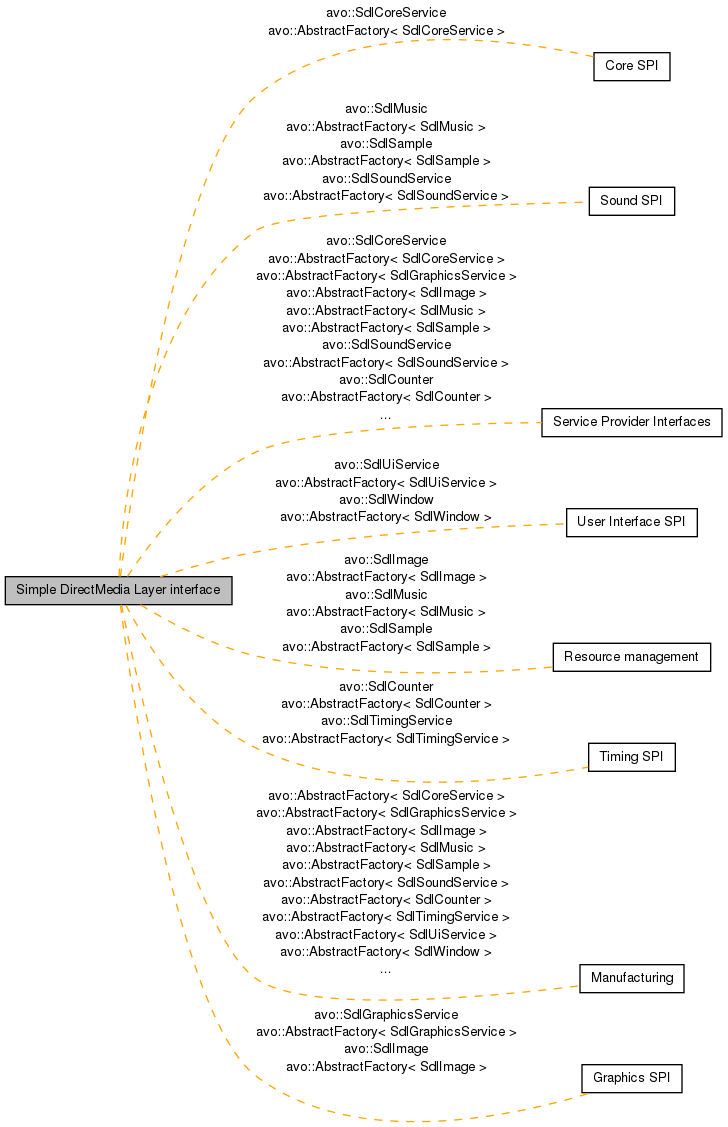 avo::SdlCoreService
avo::AbstractFactory< SdlCoreService >
Core SPI
avo::SdlMusic
avo::AbstractFactory< SdlMusic >
avo::SdlSample
avo::AbstractFactory< SdlSample >
avo::SdlSoundService
avo::AbstractFactory< SdlSoundService >
Sound SPI
avo::SdlCoreService
avo::AbstractFactory< SdlCoreService >
avo::AbstractFactory< SdlGraphicsService >
avo::AbstractFactory< SdlImage >
avo::AbstractFactory< SdlMusic >
avo::AbstractFactory< SdlSample >
avo::SdlSoundService
avo::AbstractFactory< SdlSoundService >
avo::SdlCounter
avo::AbstractFactory< SdlCounter >
...
Service Provider Interfaces
avo::SdlUiService
avo::AbstractFactory< SdlUiService >
avo::SdlWindow
avo::AbstractFactory< SdlWindow >
User Interface SPI
Simple DirectMedia Layer interface
avo::SdlImage
avo::AbstractFactory< SdlImage >
avo::SdlMusic
avo::AbstractFactory< SdlMusic >
avo::SdlSample
avo::AbstractFactory< SdlSample >
Resource management
avo::SdlCounter
avo::AbstractFactory< SdlCounter >
avo::SdlTimingService
avo::AbstractFactory< SdlTimingService >
Timing SPI
avo::AbstractFactory< SdlCoreService >
avo::AbstractFactory< SdlGraphicsService >
avo::AbstractFactory< SdlImage >
avo::AbstractFactory< SdlMusic >
avo::AbstractFactory< SdlSample >
avo::AbstractFactory< SdlSoundService >
avo::AbstractFactory< SdlCounter >
avo::AbstractFactory< SdlTimingService >
avo::AbstractFactory< SdlUiService >
avo::AbstractFactory< SdlWindow >
...
Manufacturing
avo::SdlGraphicsService
avo::AbstractFactory< SdlGraphicsService >
avo::SdlImage
avo::AbstractFactory< SdlImage >
Graphics SPI